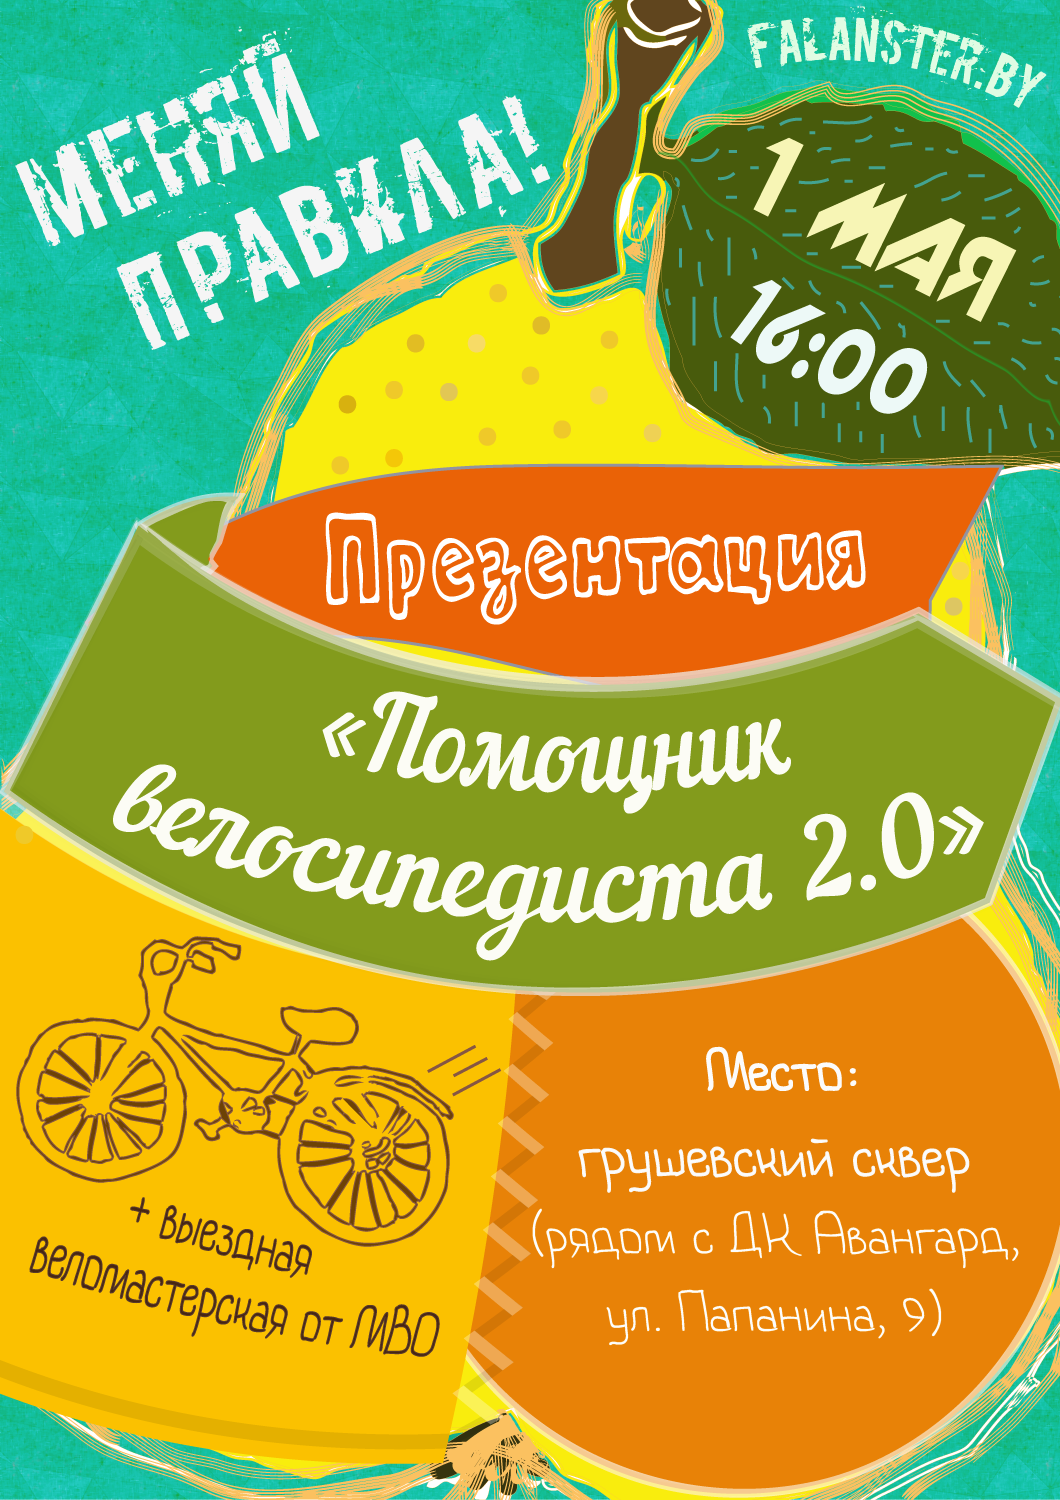 МЕНЯЙ
ПРАВИЛА!
FALANSTER.BY
1 МАЯ
16:00
Презентация
«Помощник
велосипедиста 2.0»
+ выездная
веломастерская от МВО
Место:
грушевский сквер
(рядом с ДК Авангард,
ул. Папанина, 9)